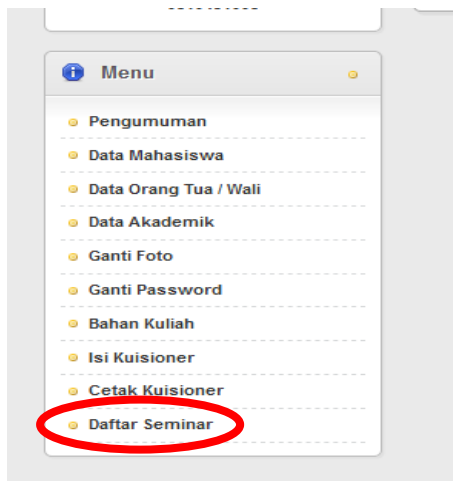 Menu
Pengumuman
Data Mahasiswa
Data Orang Tua / Wali
Data Akademik
Ganti Foto
Ganti Password
Bahan Kuliah
Isi Kuisioner
Cetak Kuisioner
Daftar Seminar